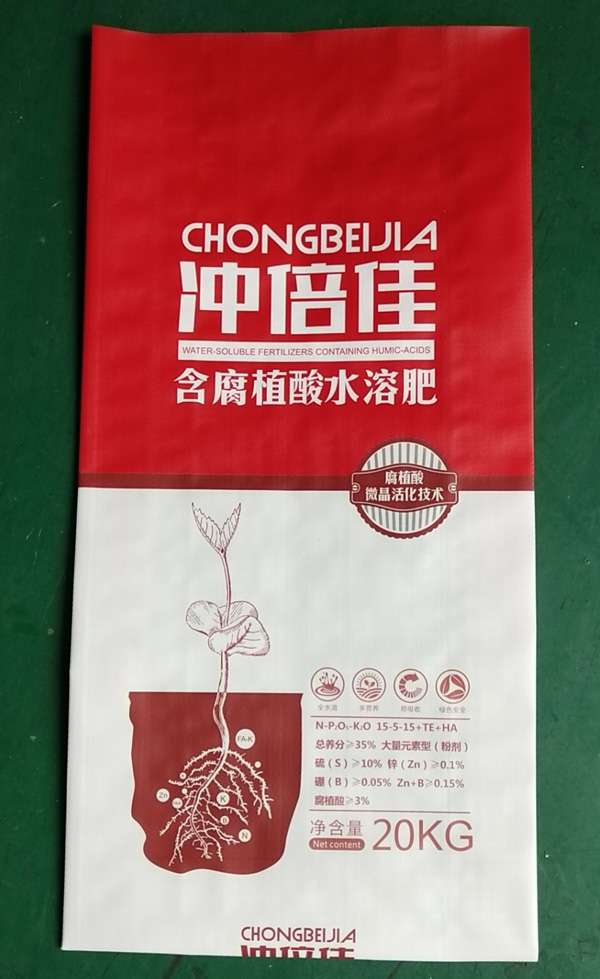 CHONGBEIJIA
冲倍佳
WATER-SOLUBLE FERTILIZERS CONTAINING HUMIC-ACIDS
含腐植酸水溶肥
腐植酸
微晶活化技术
全水溶 多营养 易吸收 绿色安全
N-P₂O₅-K₂O 15-5-15+TE+HA
总养分≥35% 大量元素型（粉剂）
硫（S）≥10% 锌（Zn）≥0.1%
硼（B）≥0.05% Zn+B≥0.15%
腐植酸≥3%
净含量
Net content
20KG
FA-K
Zn
K
B
N
CHONGBEIJIA
冲倍佳